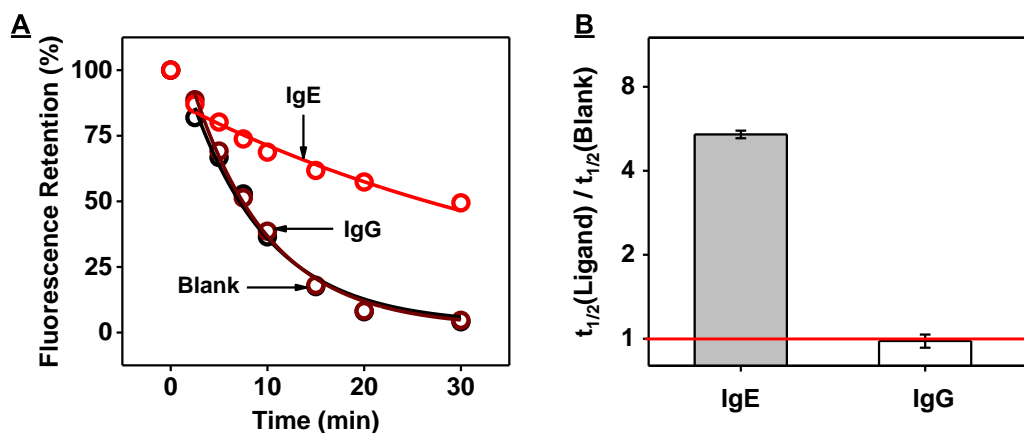 A
Fluorescence Retention (%)
100
75
50
25
0
IgE
IgG
Blank
0
10
20
30
Time (min)
B
t1/2(Ligand) / t1/2(Blank)
8
4
2
1
IgE
IgG